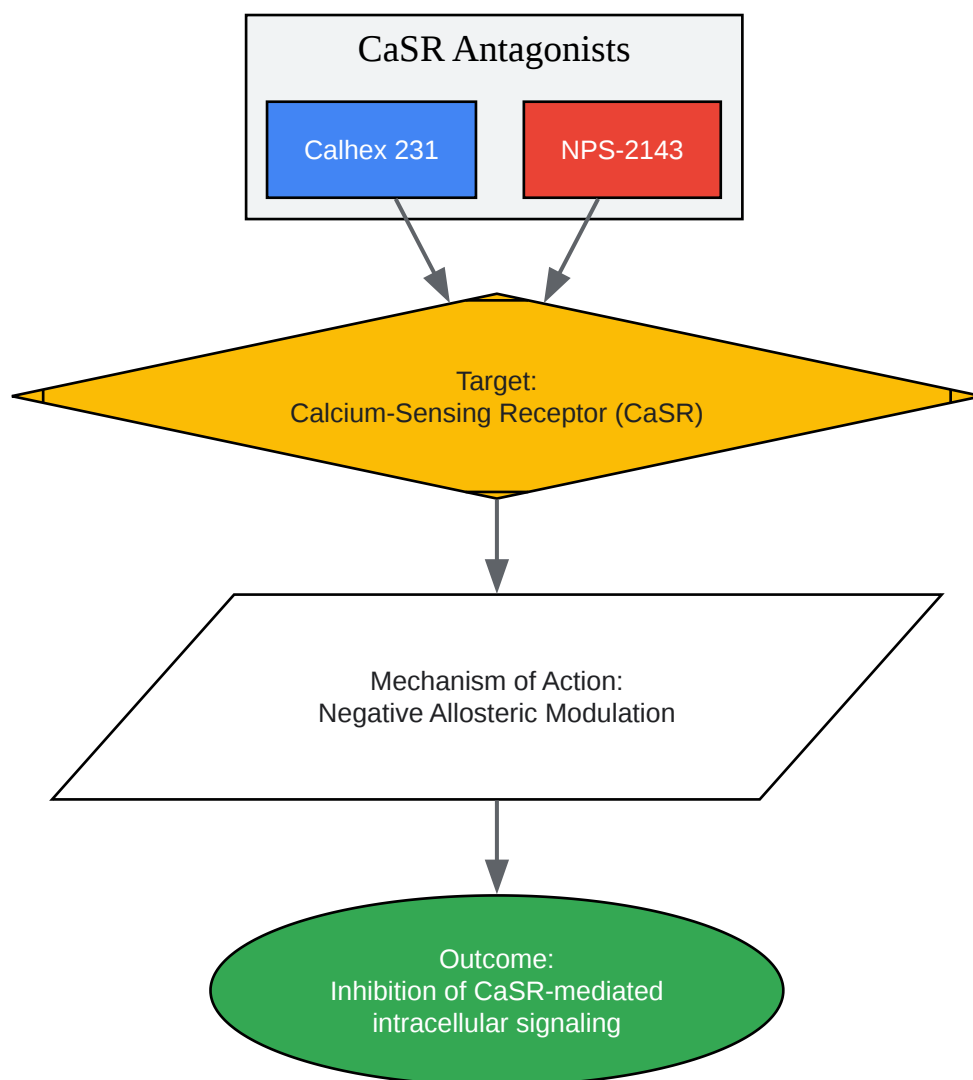 CaSR Antagonists
Calhex 231
NPS-2143
Target:
Calcium-Sensing Receptor (CaSR)
Mechanism of Action:
Negative Allosteric Modulation
Outcome:
Inhibition of CaSR-mediated
intracellular signaling